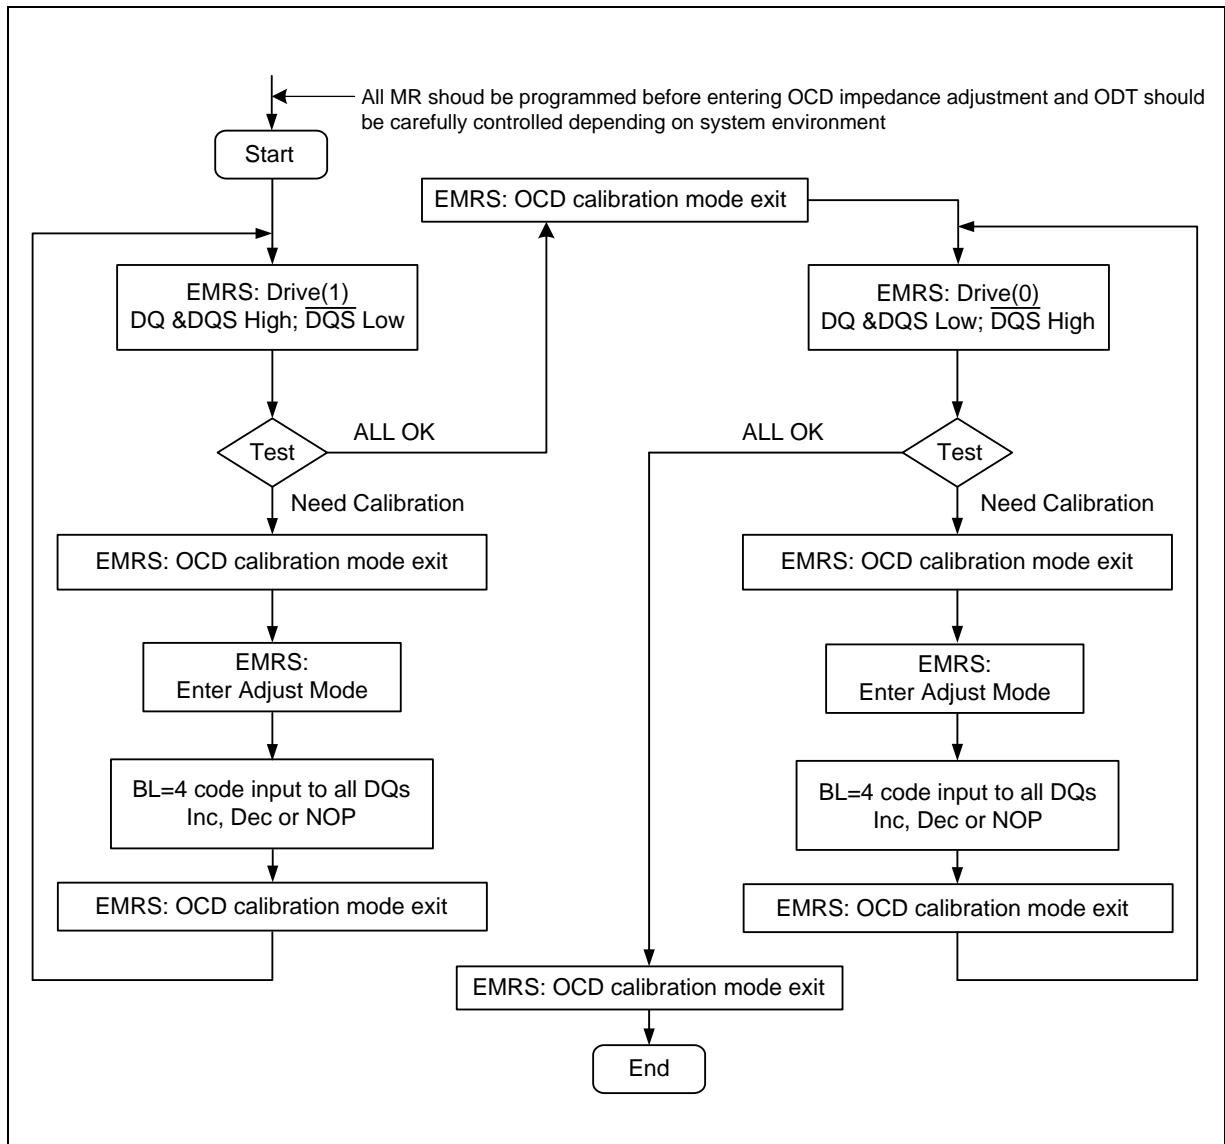 All MR shoud be programmed before entering OCD impedance adjustment and ODT should
be carefully controlled depending on system environment
Start
EMRS: OCD calibration mode exit
EMRS: Drive(1)
DQ &DQS High; D̅Q̅S̅ Low
Test
ALL OK
Need Calibration
EMRS: OCD calibration mode exit
EMRS:
Enter Adjust Mode
BL=4 code input to all DQs
Inc, Dec or NOP
EMRS: OCD calibration mode exit
EMRS: Drive(0)
DQ &DQS Low; D̅Q̅S̅ High
ALL OK
Test
Need Calibration
EMRS: OCD calibration mode exit
EMRS:
Enter Adjust Mode
BL=4 code input to all DQs
Inc, Dec or NOP
EMRS: OCD calibration mode exit
EMRS: OCD calibration mode exit
End